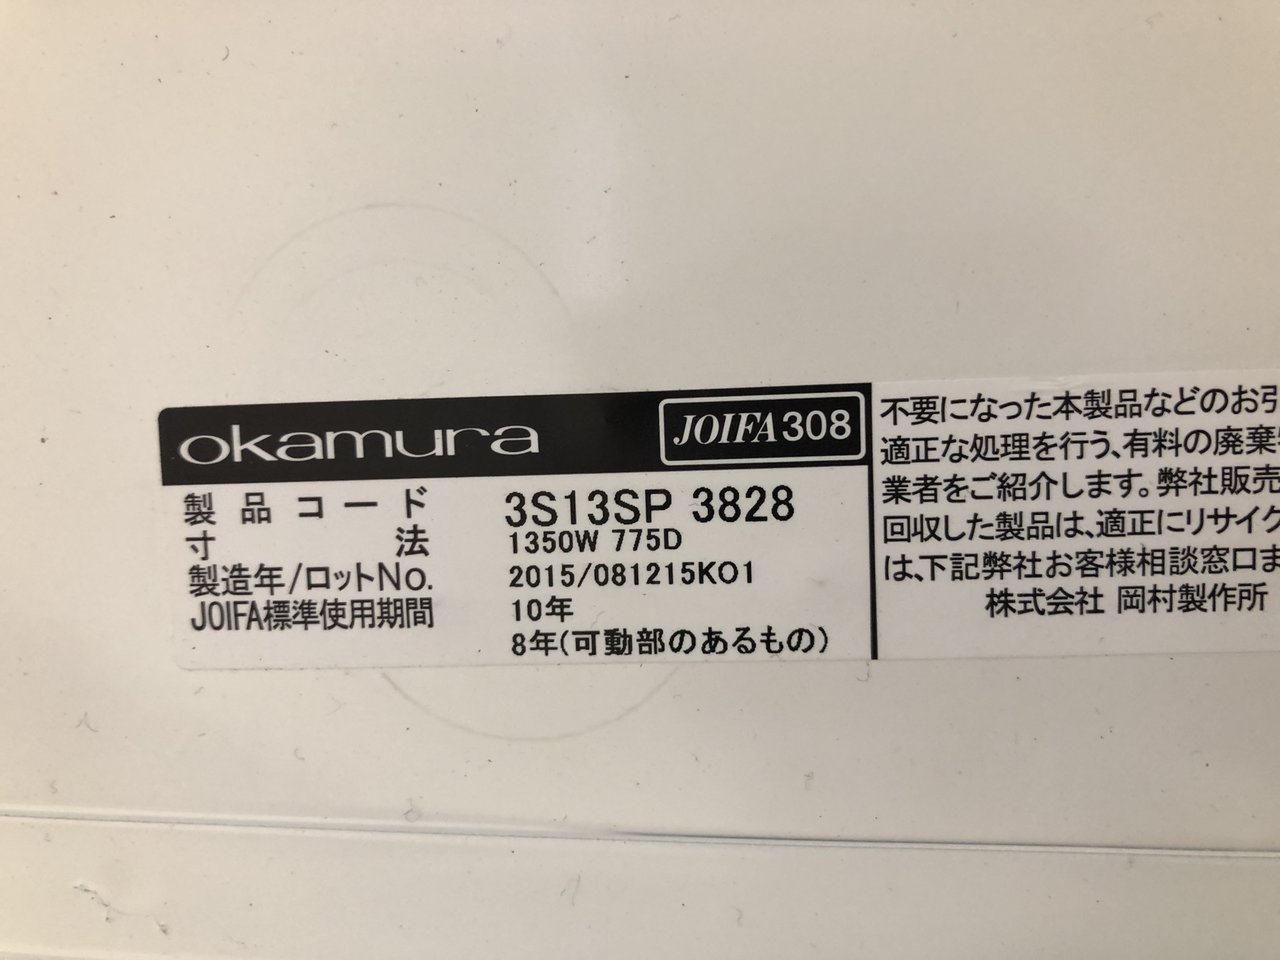 okamura
JOIFA308
製品コード 3S13SP 3828
寸法 1350W 775D
製造年/ロットNo. 2015/081215K01
JOIFA標準使用期間 10年
8年(可動部のあるもの)
不要になった本製品などのお引
適正な処理を行う、有料の廃棄
業者をご紹介します。弊社販売
回収した製品は、適正にリサイク
は、下記弊社お客様相談窓口ま
株式会社 岡村製作所